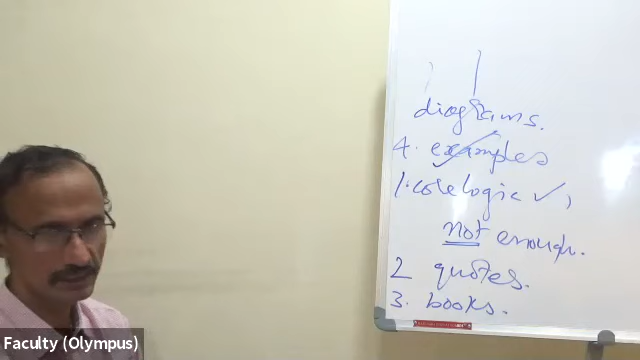 diagrams.
4. examples
1. core logic ✓,
not enough.
2 quotes.
3. books.
Faculty (Olympus)